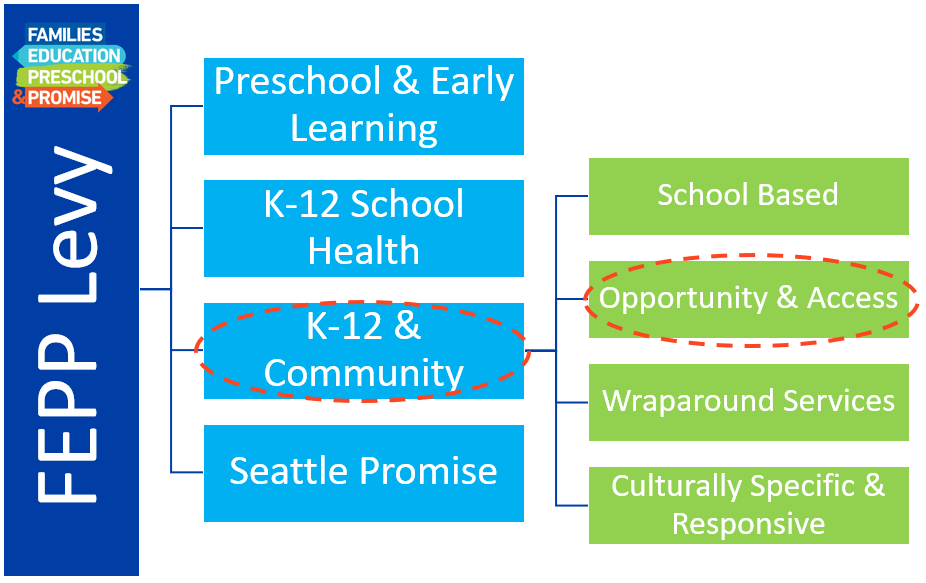 FAMILIES
EDUCATION
PRESCHOOL
& PROMISE
FEPP Levy
Preschool & Early
Learning
K-12 School
Health
K-12 &
Community
Seattle Promise
School Based
Opportunity & Access
Wraparound Services
Culturally Specific &
Responsive